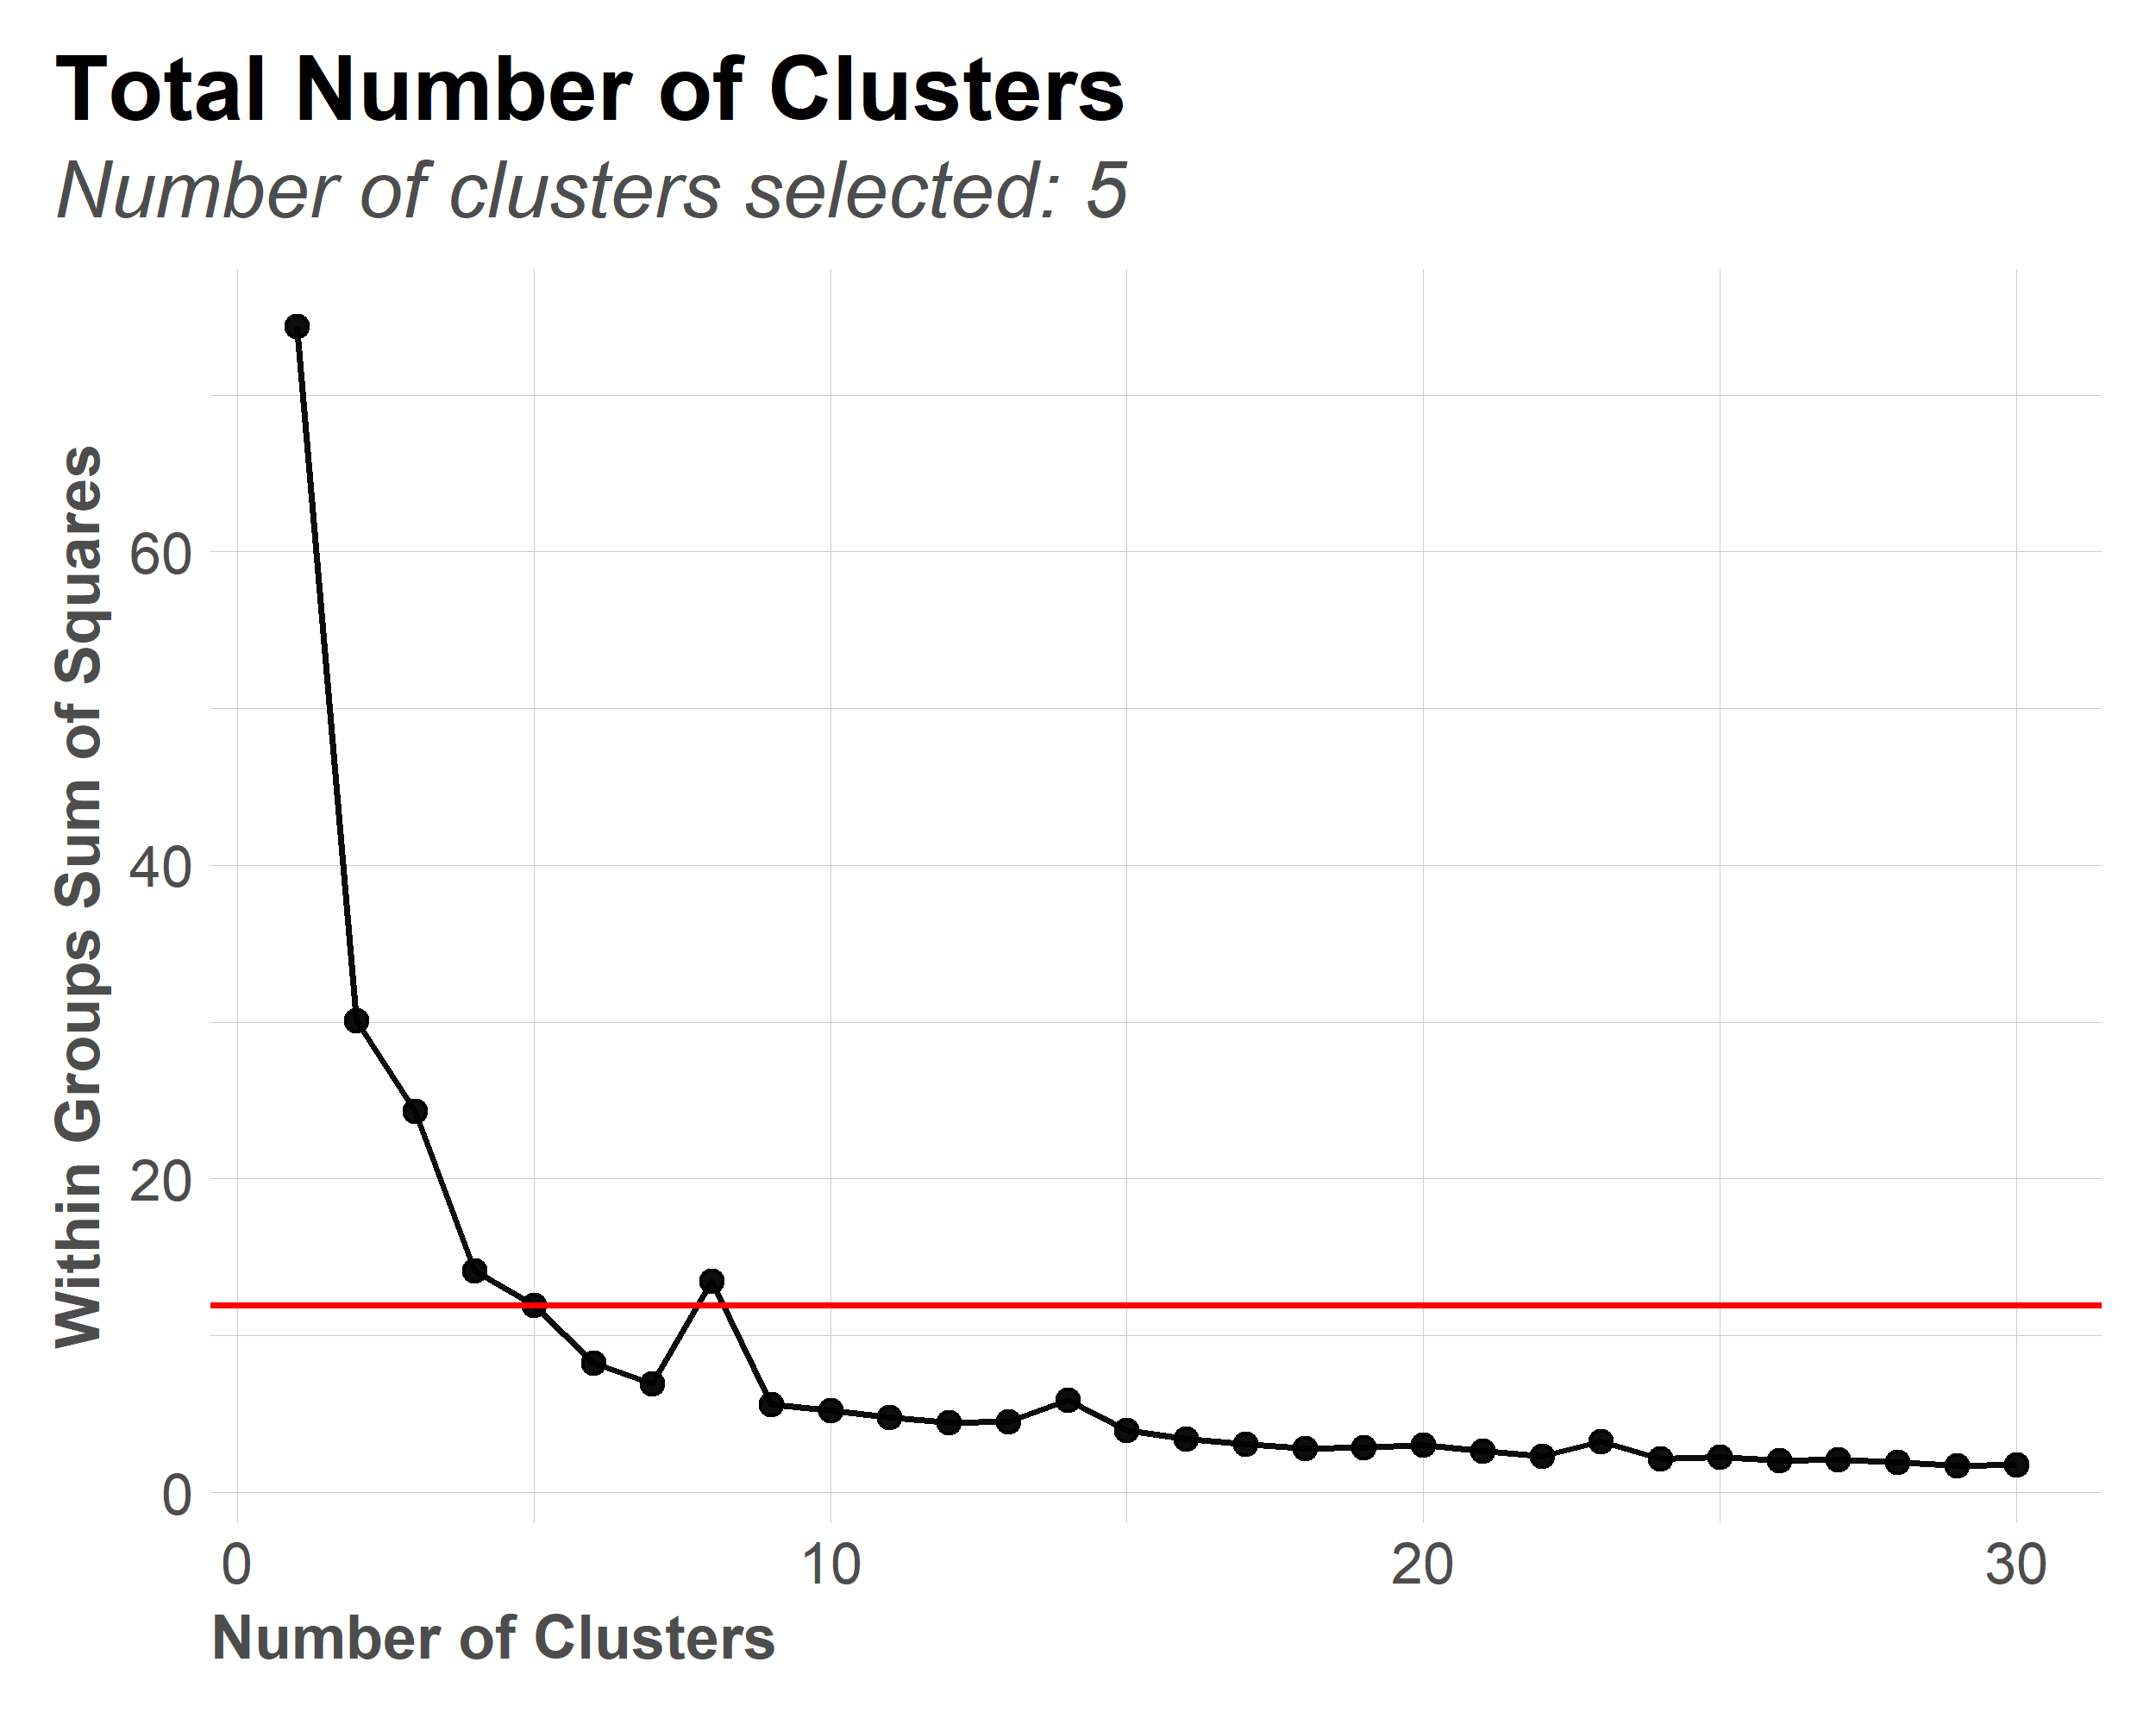 Total Number of Clusters
Number of clusters selected: 5
Within Groups Sum of Squares
60
40
20
0
0 10 20 30
Number of Clusters